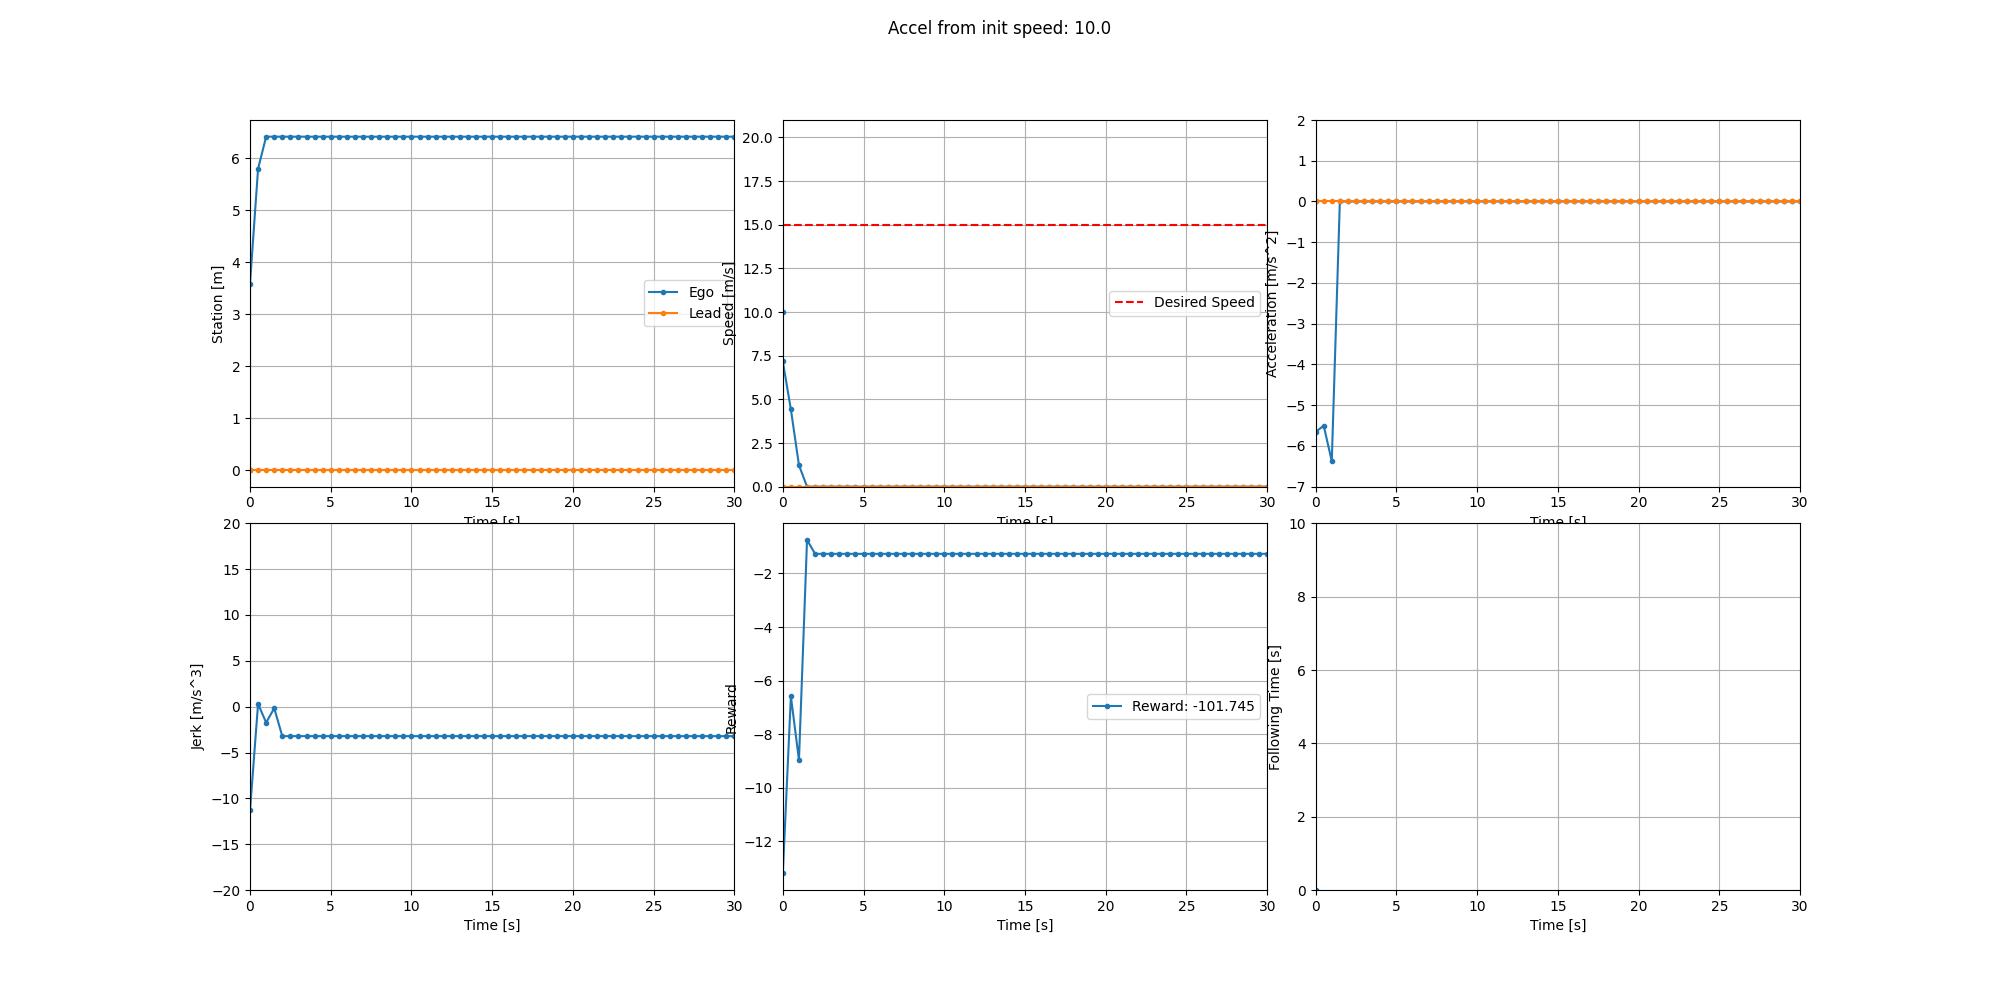 Accel from init speed: 10.0
Station [m]
6
5
4
3
2
1
0
Ego
Lead
0 5 10 15 20 25 30
Time [s]
Speed [m/s]
20.0
17.5
15.0
12.5
10.0
7.5
5.0
2.5
0.0
Desired Speed
0 5 10 15 20 25 30
Time [s]
Acceleration [m/s^2]
2
1
0
−1
−2
−3
−4
−5
−6
−7
0 5 10 15 20 25 30
Time [s]
Jerk [m/s^3]
20
15
10
5
0
−5
−10
−15
−20
0 5 10 15 20 25 30
Time [s]
Reward
−2
−4
−6
−8
−10
−12
Reward: -101.745
0 5 10 15 20 25 30
Time [s]
Following Time [s]
10
8
6
4
2
0
0 5 10 15 20 25 30
Time [s]